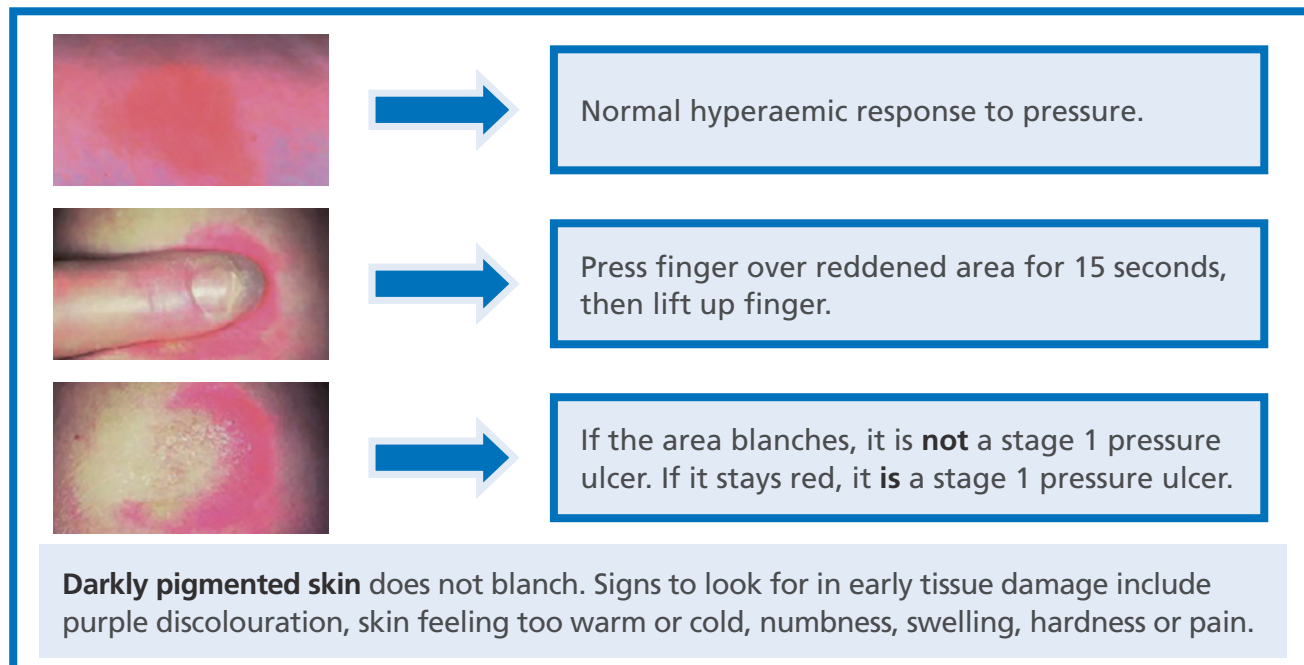 Normal hyperaemic response to pressure.
Press finger over reddened area for 15 seconds,
then lift up finger.
If the area blanches, it is not a stage 1 pressure
ulcer. If it stays red, it is a stage 1 pressure ulcer.
Darkly pigmented skin does not blanch. Signs to look for in early tissue damage include
purple discolouration, skin feeling too warm or cold, numbness, swelling, hardness or pain.